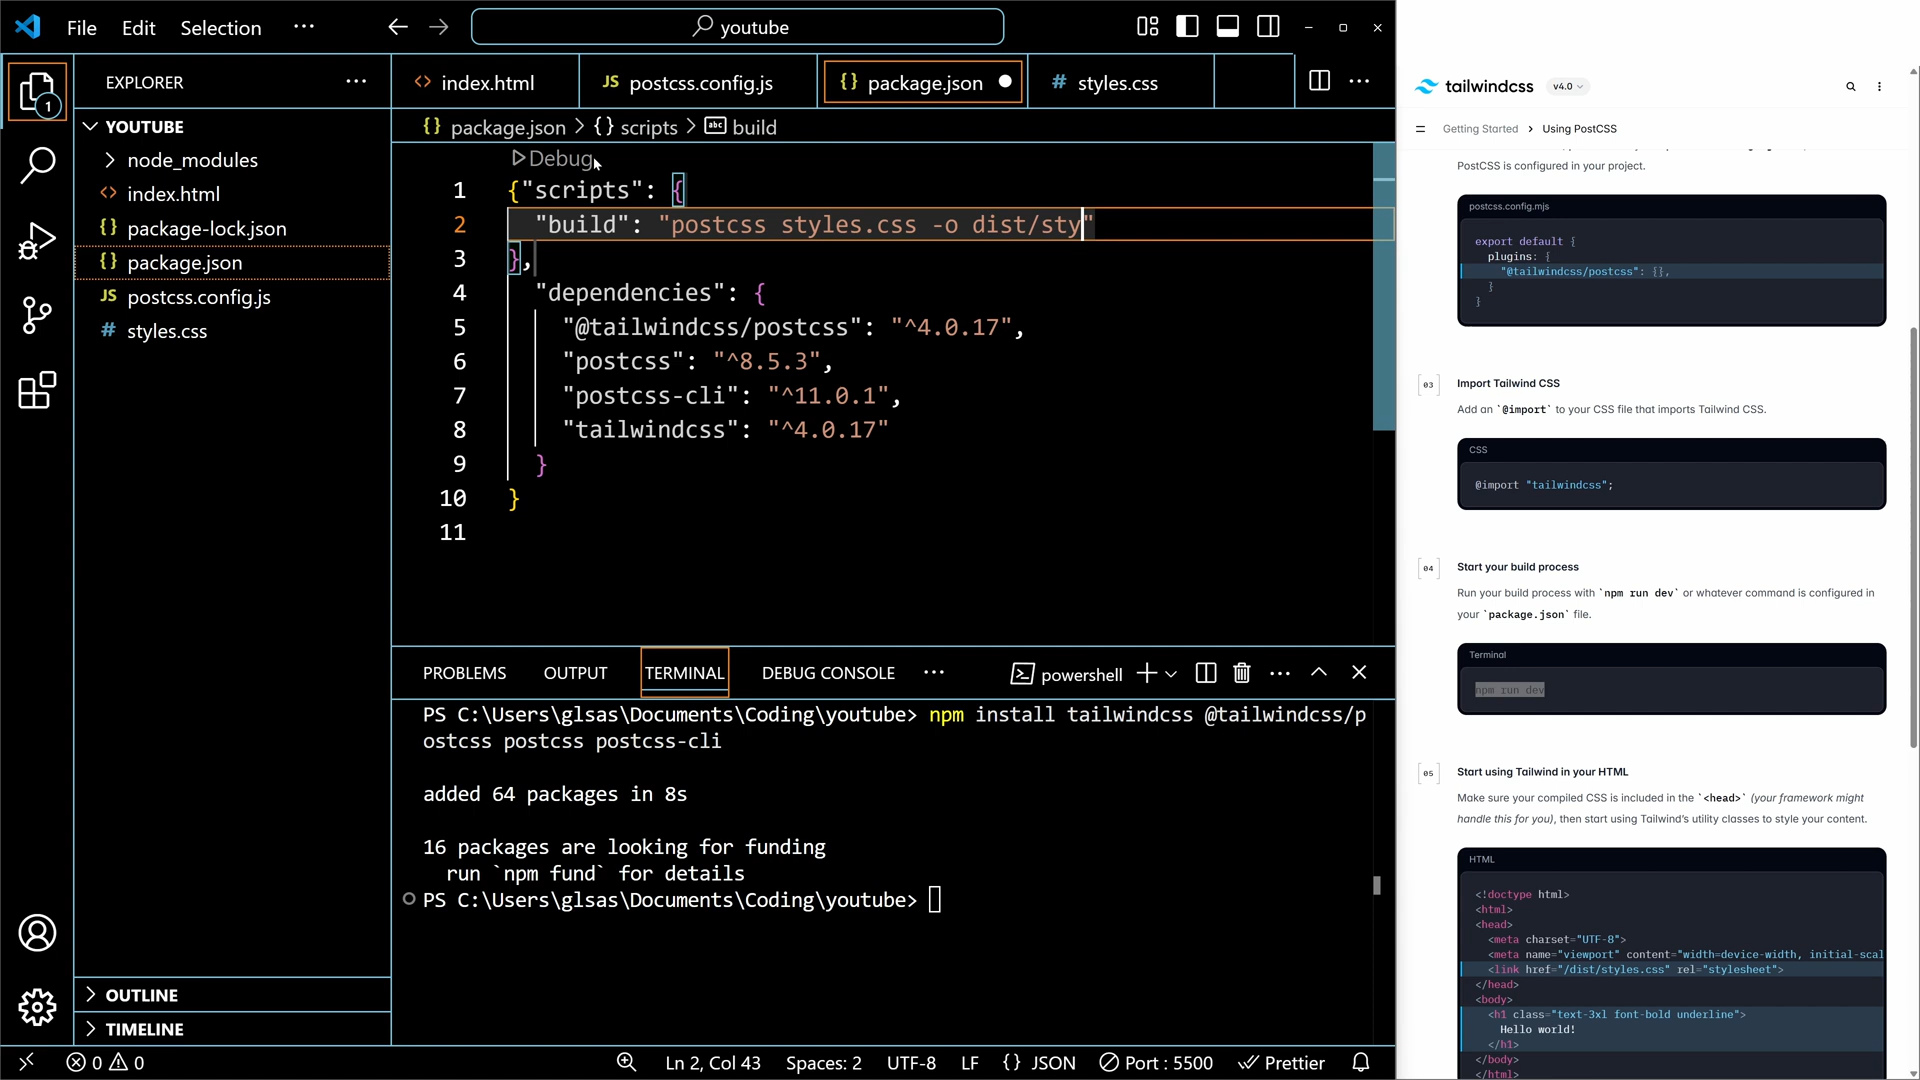 File Edit Selection ···
youtube
EXPLORER ···
1
YOUTUBE
node_modules
<> index.html
{} package-lock.json
{} package.json
JS postcss.config.js
# styles.css
OUTLINE
TIMELINE
<> index.html
JS postcss.config.js
{} package.json
# styles.css
···
{} package.json > {} scripts > abc build
Debug
1 {"scripts": {
2 "build": "postcss styles.css -o dist/sty"
3 },
4 "dependencies": {
5 "@tailwindcss/postcss": "^4.0.17",
6 "postcss": "^8.5.3",
7 "postcss-cli": "^11.0.1",
8 "tailwindcss": "^4.0.17"
9 }
10 }
11
PROBLEMS OUTPUT TERMINAL DEBUG CONSOLE ··· powershell ···
PS C:\Users\glsas\Documents\Coding\youtube> npm install tailwindcss @tailwindcss/p
ostcss postcss postcss-cli
added 64 packages in 8s
16 packages are looking for funding
run `npm fund` for details
PS C:\Users\glsas\Documents\Coding\youtube>
0 0 Ln 2, Col 43 Spaces: 2 UTF-8 LF {} JSON Port : 5500 Prettier
tailwindcss v4.0
Getting Started > Using PostCSS
PostCSS is configured in your project.
postcss.config.mjs
export default {
plugins: {
"@tailwindcss/postcss": {},
}
}
03 Import Tailwind CSS
Add an `@import` to your CSS file that imports Tailwind CSS.
CSS
@import "tailwindcss";
04 Start your build process
Run your build process with `npm run dev` or whatever command is configured in
your `package.json` file.
Terminal
npm run dev
05 Start using Tailwind in your HTML
Make sure your compiled CSS is included in the `<head>` (your framework might
handle this for you), then start using Tailwind's utility classes to style your content.
HTML
<!doctype html>
<html>
<head>
<meta charset="UTF-8">
<meta name="viewport" content="width=device-width, initial-scal
<link href="/dist/styles.css" rel="stylesheet">
</head>
<body>
<h1 class="text-3xl font-bold underline">
Hello world!
</h1>
</body>
</html>